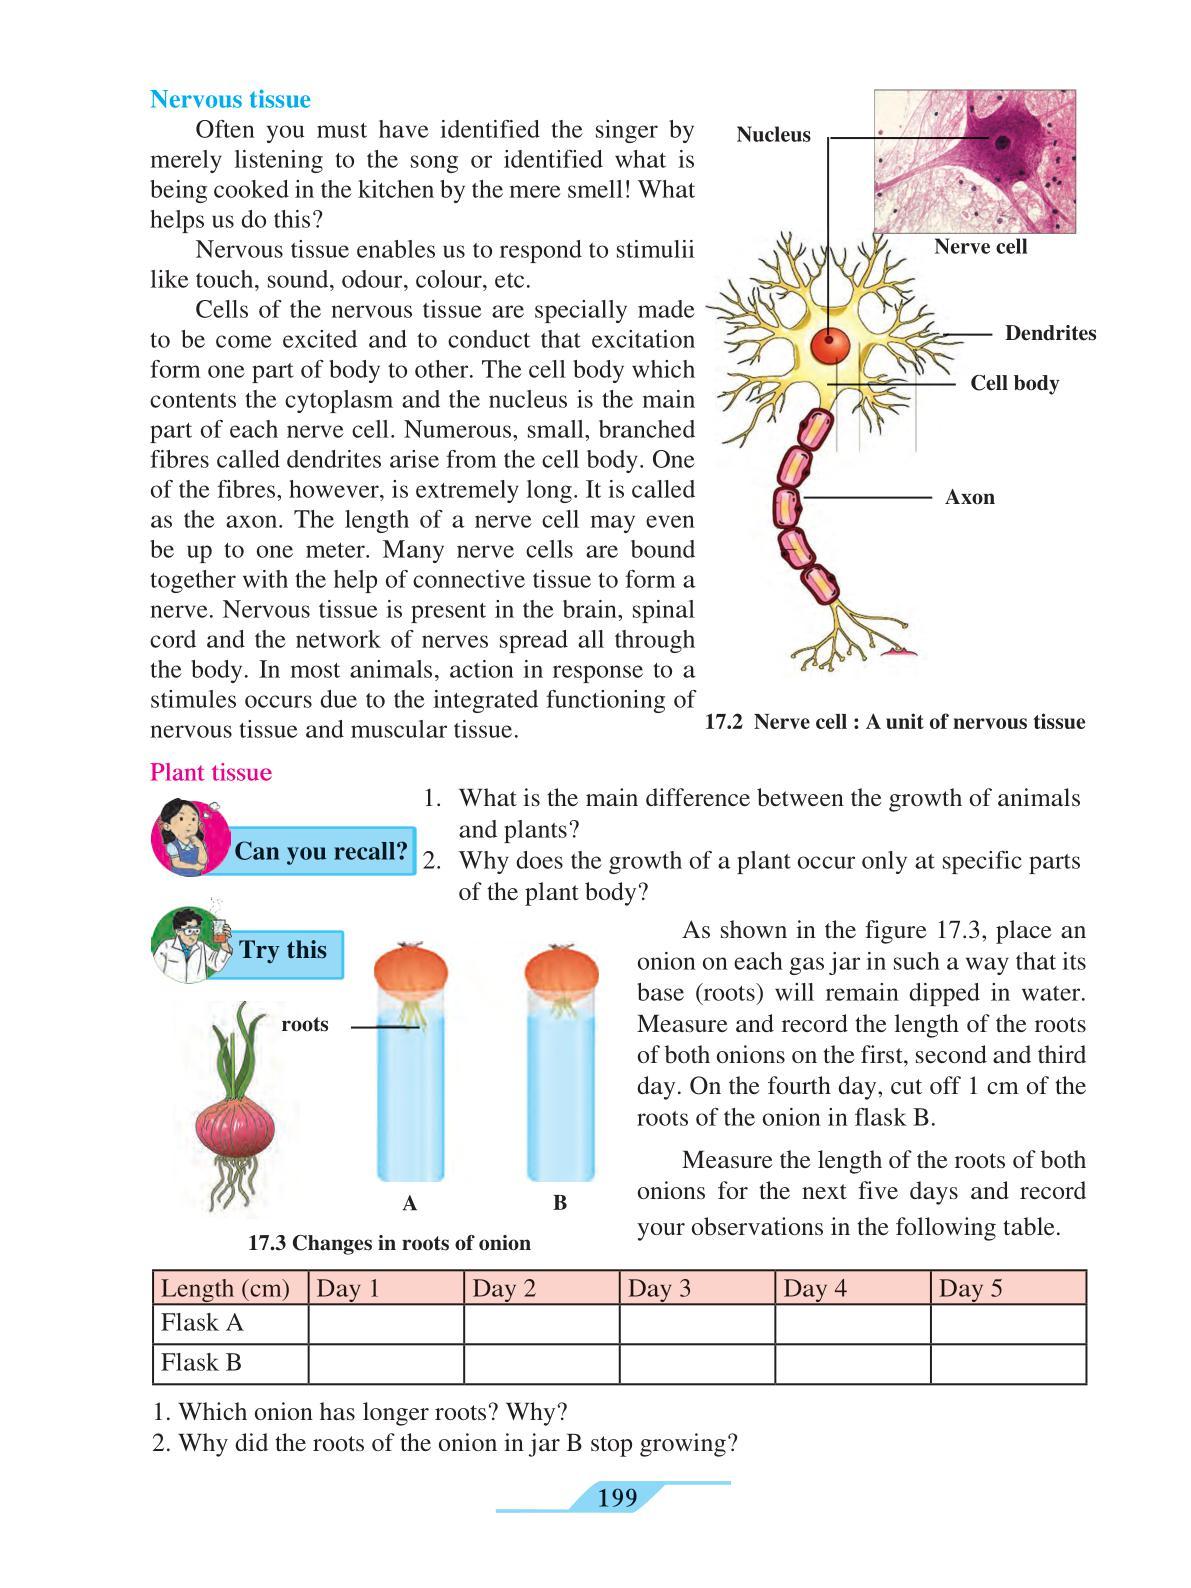 Nervous tissue
Often you must have identified the singer by
merely listening to the song or identified what is
being cooked in the kitchen by the mere smell! What
helps us do this?
Nervous tissue enables us to respond to stimulii
like touch, sound, odour, colour, etc.
Cells of the nervous tissue are specially made
to be come excited and to conduct that excitation
form one part of body to other. The cell body which
contents the cytoplasm and the nucleus is the main
part of each nerve cell. Numerous, small, branched
fibres called dendrites arise from the cell body. One
of the fibres, however, is extremely long. It is called
as the axon. The length of a nerve cell may even
be up to one meter. Many nerve cells are bound
together with the help of connective tissue to form a
nerve. Nervous tissue is present in the brain, spinal
cord and the network of nerves spread all through
the body. In most animals, action in response to a
stimules occurs due to the integrated functioning of
nervous tissue and muscular tissue.
Nucleus
Nerve cell
Dendrites
Cell body
Axon
17.2 Nerve cell : A unit of nervous tissue
Plant tissue
Can you recall?
1. What is the main difference between the growth of animals
and plants?
2. Why does the growth of a plant occur only at specific parts
of the plant body?
Try this
roots
A
B
17.3 Changes in roots of onion
As shown in the figure 17.3, place an
onion on each gas jar in such a way that its
base (roots) will remain dipped in water.
Measure and record the length of the roots
of both onions on the first, second and third
day. On the fourth day, cut off 1 cm of the
roots of the onion in flask B.
Measure the length of the roots of both
onions for the next five days and record
your observations in the following table.
Length (cm) Day 1 Day 2 Day 3 Day 4 Day 5
Flask A
Flask B
1. Which onion has longer roots? Why?
2. Why did the roots of the onion in jar B stop growing?
199